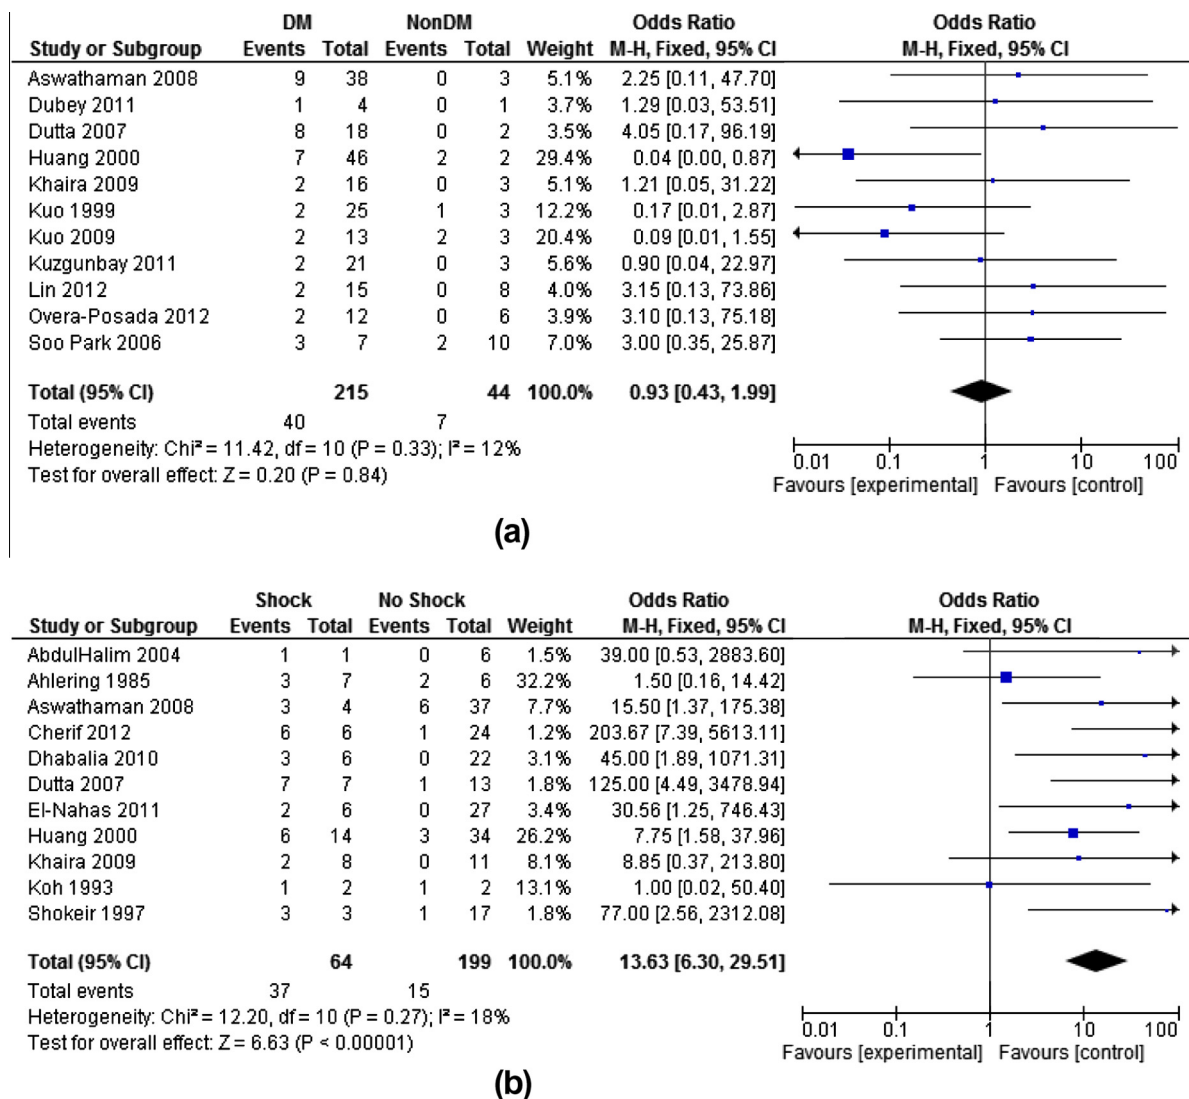 DM NonDM Odds Ratio Odds Ratio
Study or Subgroup Events Total Events Total Weight M-H, Fixed, 95% CI M-H, Fixed, 95% CI
Aswathaman 2008 9 38 0 3 5.1% 2.25 [0.11, 47.70]
Dubey 2011 1 4 0 1 3.7% 1.29 [0.03, 53.51]
Dutta 2007 8 18 0 2 3.5% 4.05 [0.17, 96.19]
Huang 2000 7 46 2 2 29.4% 0.04 [0.00, 0.87]
Khaira 2009 2 16 0 3 5.1% 1.21 [0.05, 31.22]
Kuo 1999 2 25 1 3 12.2% 0.17 [0.01, 2.87]
Kuo 2009 2 13 2 3 20.4% 0.09 [0.01, 1.55]
Kuzgunbay 2011 2 21 0 3 5.6% 0.90 [0.04, 22.97]
Lin 2012 2 15 0 8 4.0% 3.15 [0.13, 73.86]
Overa-Posada 2012 2 12 0 6 3.9% 3.10 [0.13, 75.18]
Soo Park 2006 3 7 2 10 7.0% 3.00 [0.35, 25.87]
Total (95% CI) 215 44 100.0% 0.93 [0.43, 1.99]
Total events 40 7
Heterogeneity: Chi² = 11.42, df = 10 (P = 0.33); I² = 12%
Test for overall effect: Z = 0.20 (P = 0.84)
0.01 0.1 1 10 100
Favours [experimental] Favours [control]
(a)
Shock No Shock Odds Ratio Odds Ratio
Study or Subgroup Events Total Events Total Weight M-H, Fixed, 95% CI M-H, Fixed, 95% CI
AbdulHalim 2004 1 1 0 6 1.5% 39.00 [0.53, 2883.60]
Ahlering 1985 3 7 2 6 32.2% 1.50 [0.16, 14.42]
Aswathaman 2008 3 4 6 37 7.7% 15.50 [1.37, 175.38]
Cherif 2012 6 6 1 24 1.2% 203.67 [7.39, 5613.11]
Dhabalia 2010 3 6 0 22 3.1% 45.00 [1.89, 1071.31]
Dutta 2007 7 7 1 13 1.8% 125.00 [4.49, 3478.94]
El-Nahas 2011 2 6 0 27 3.4% 30.56 [1.25, 746.43]
Huang 2000 6 14 3 34 26.2% 7.75 [1.58, 37.96]
Khaira 2009 2 8 0 11 8.1% 8.85 [0.37, 213.80]
Koh 1993 1 2 1 2 13.1% 1.00 [0.02, 50.40]
Shokeir 1997 3 3 1 17 1.8% 77.00 [2.56, 2312.08]
Total (95% CI) 64 199 100.0% 13.63 [6.30, 29.51]
Total events 37 15
Heterogeneity: Chi² = 12.20, df = 10 (P = 0.27); I² = 18%
Test for overall effect: Z = 6.63 (P < 0.00001)
0.01 0.1 1 10 100
Favours [experimental] Favours [control]
(b)